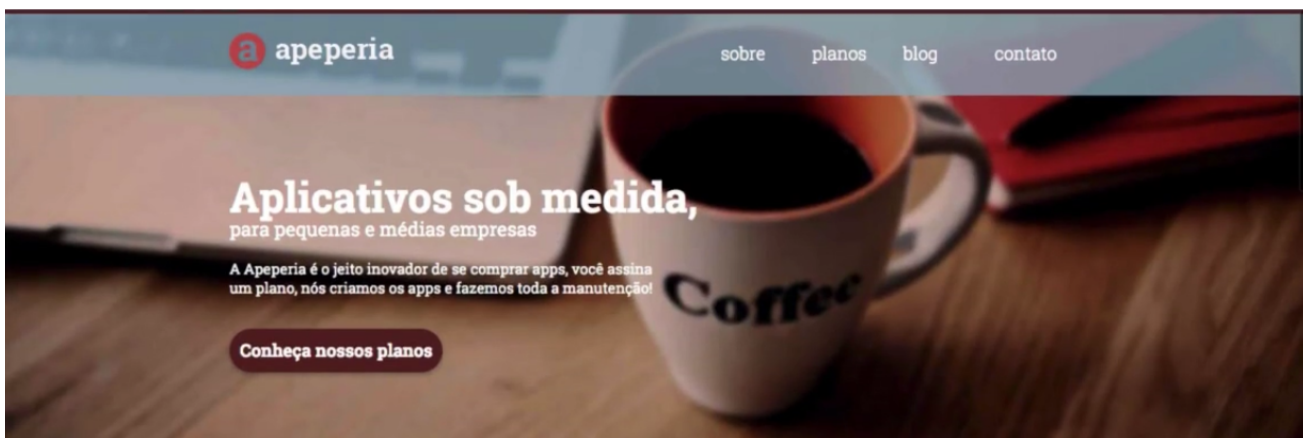 a apeperia
sobre planos blog contato
Aplicativos sob medida,
para pequenas e médias empresas
A Apeperia é o jeito inovador de se comprar apps, você assina
um plano, nós criamos os apps e fazemos toda a manutenção!
Coffee
Conheça nossos planos